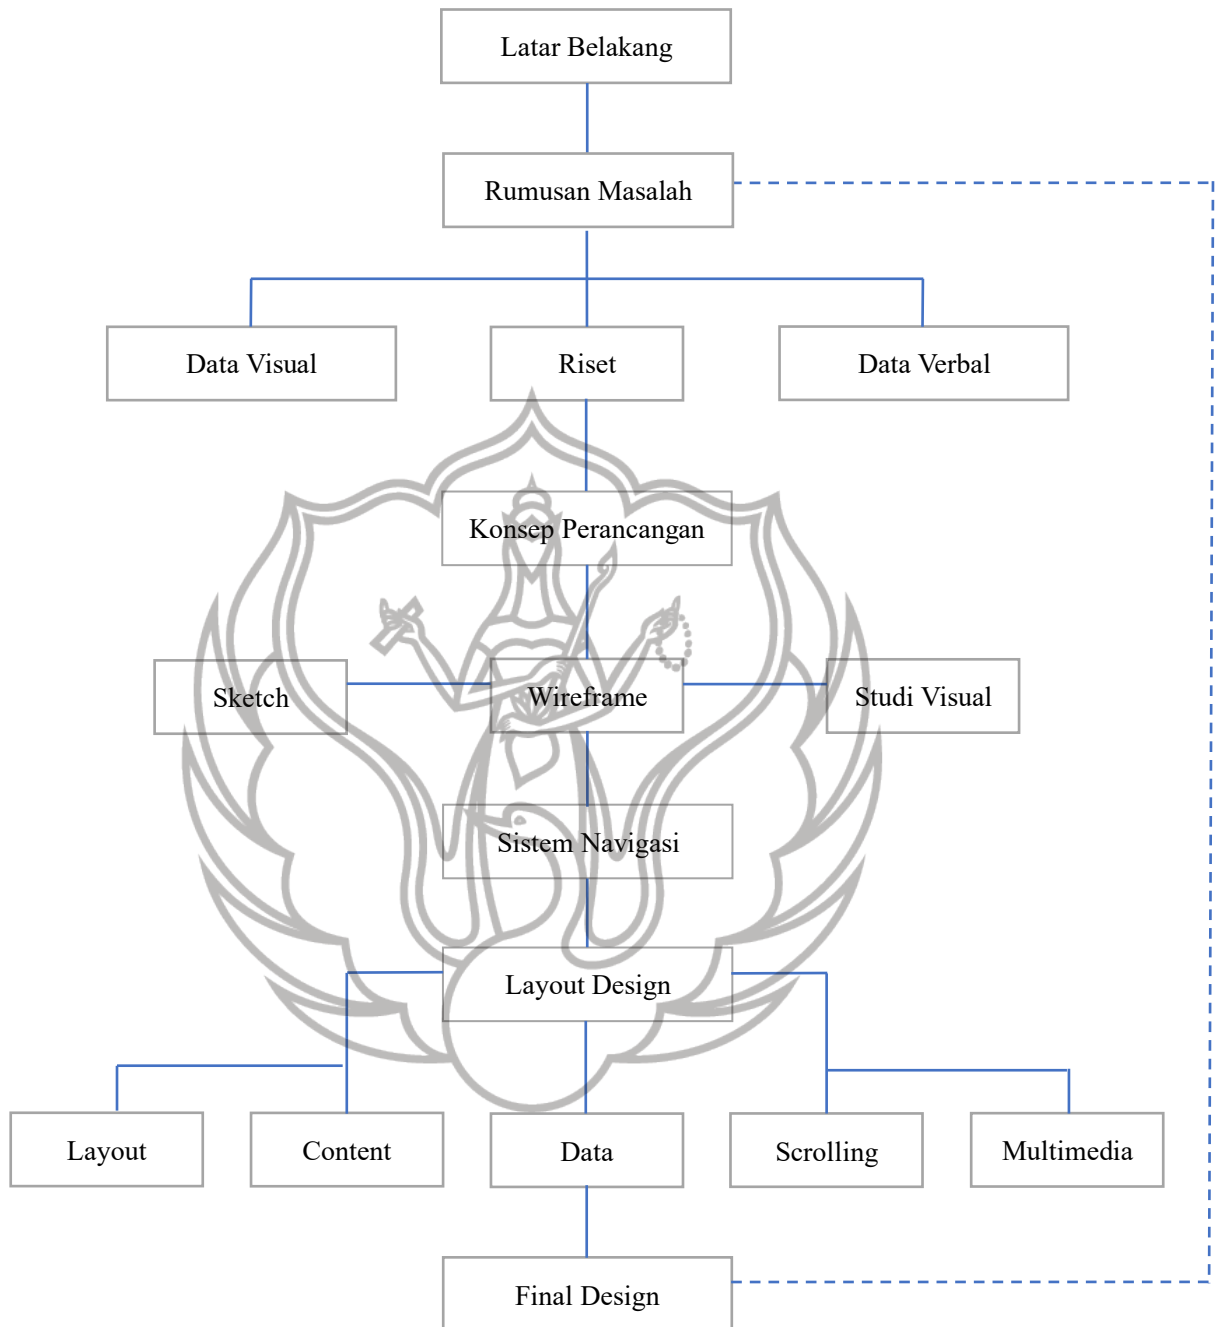 Latar Belakang
Rumusan Masalah
Data Visual
Riset
Data Verbal
Konsep Perancangan
Sketch
Wireframe
Studi Visual
Sistem Navigasi
Layout Design
Layout
Content
Data
Scrolling
Multimedia
Final Design